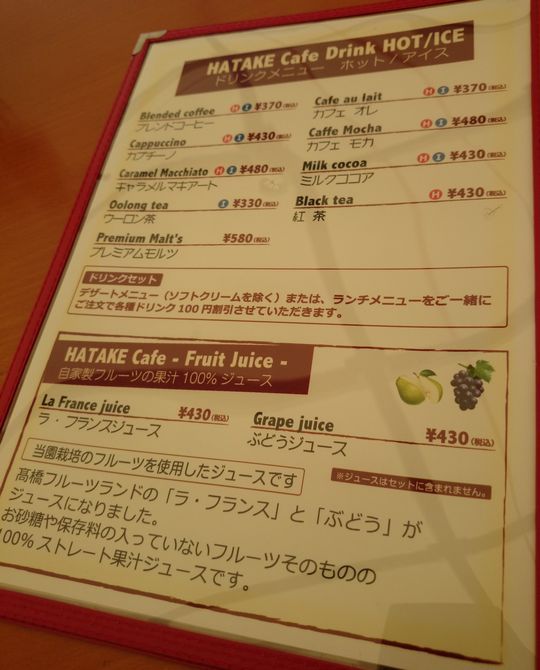 HATAKE Cafe Drink HOT/ICE
ドリンクメニュー ホット/アイス
Blended coffee H I ¥370(税込)
ブレンドコーヒー
Cafe au lait H I ¥370(税込)
カフェ オレ
Cappuccino H I ¥430(税込)
カプチーノ
Caffe Mocha H I ¥480(税込)
カフェ モカ
Caramel Macchiato H I ¥480(税込)
キャラメルマキアート
Milk cocoa H I ¥430(税込)
ミルクココア
Oolong tea I ¥330(税込)
ウーロン茶
Black tea H ¥430(税込)
紅 茶
Premium Malt's ¥580(税込)
プレミアムモルツ
ドリンクセット
デザートメニュー(ソフトクリームを除く)または、ランチメニューをご一緒に
ご注文で各種ドリンク100円割引させていただきます。
HATAKE Cafe - Fruit Juice -
自家製フルーツの果汁100%ジュース
La France juice ¥430(税込)
ラ・フランスジュース
Grape juice ¥430(税込)
ぶどうジュース
当園栽培のフルーツを使用したジュースです
※ジュースはセットに含まれません。
髙橋フルーツランドの「ラ・フランス」と「ぶどう」が
ジュースになりました。
お砂糖や保存料の入っていないフルーツそのものの
100%ストレート果汁ジュースです。